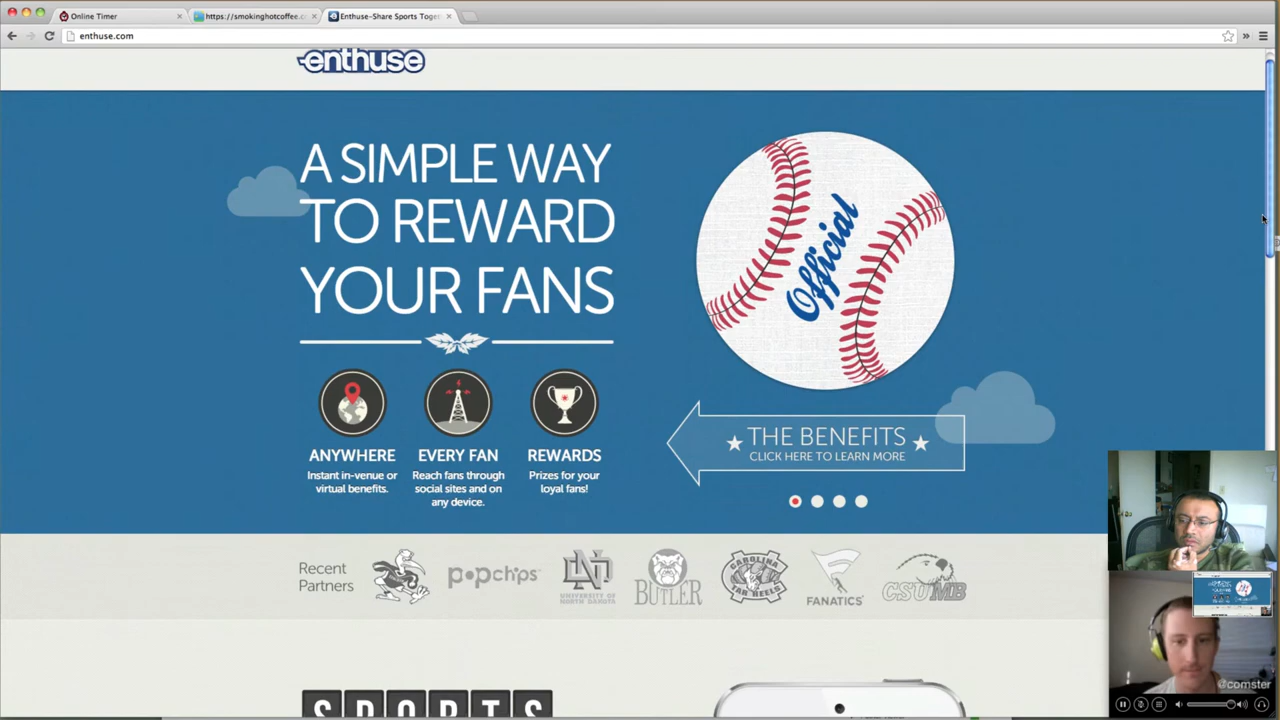 Online Timer
https://smokinghotcoffee.c
Enthuse-Share Sports Toget
enthuse.com
enthuse
A SIMPLE WAY
TO REWARD
YOUR FANS
Official
ANYWHERE
Instant in-venue or
virtual benefits.
EVERY FAN
Reach fans through
social sites and on
any device.
REWARDS
Prizes for your
loyal fans!
THE BENEFITS
CLICK HERE TO LEARN MORE
Recent
Partners
popchips
UNIVERSITY OF
NORTH DAKOTA
BUTLER
CAROLINA
TAR HEELS
FANATICS
CSUMB
SPORTS
@comster